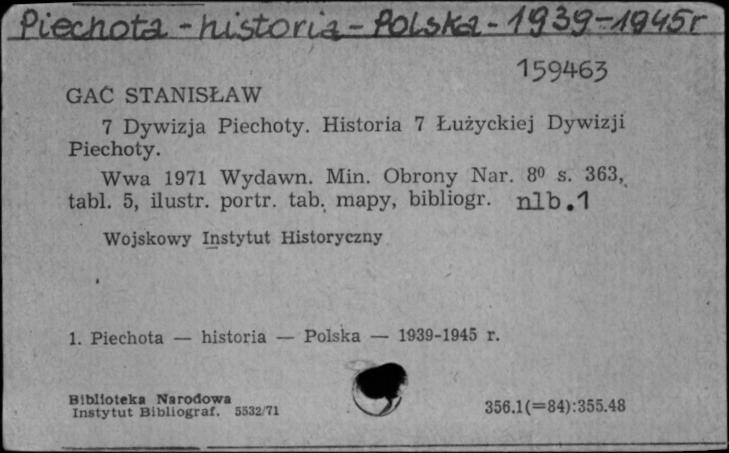 Piechota - historia - Polska - 1939-1945 r
159463
GAĆ STANISŁAW
7 Dywizja Piechoty. Historia 7 Łużyckiej Dywizji
Piechoty.
Wwa 1971 Wydawn. Min. Obrony Nar. 8⁰ s. 363,
tabl. 5, ilustr. portr. tab. mapy, bibliogr. nlb.1
Wojskowy Instytut Historyczny
1. Piechota — historia — Polska — 1939-1945 r.
Biblioteka Narodowa
Instytut Bibliograf. 5532/71
356.1(=84):355.48